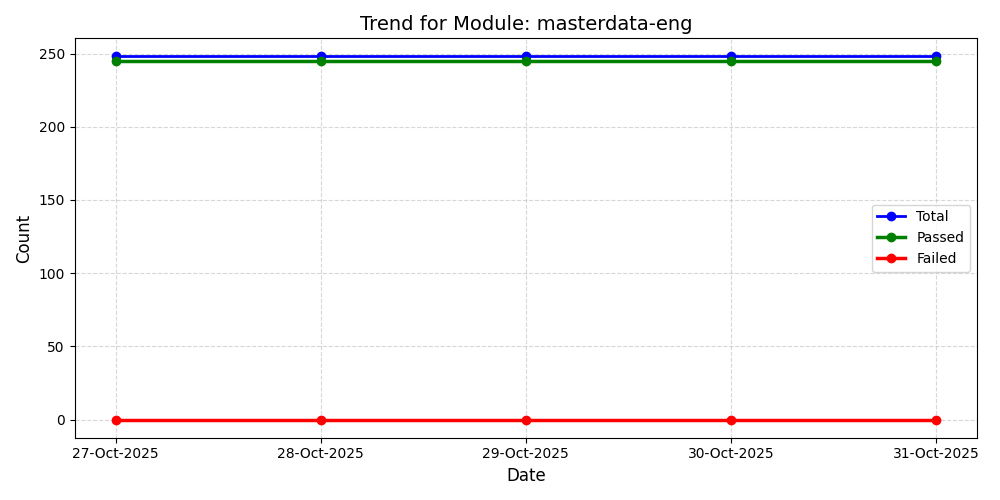 Trend for Module: masterdata-eng
250
200
150
100
50
0
Count
Total
Passed
Failed
27-Oct-2025
28-Oct-2025
29-Oct-2025
30-Oct-2025
31-Oct-2025
Date